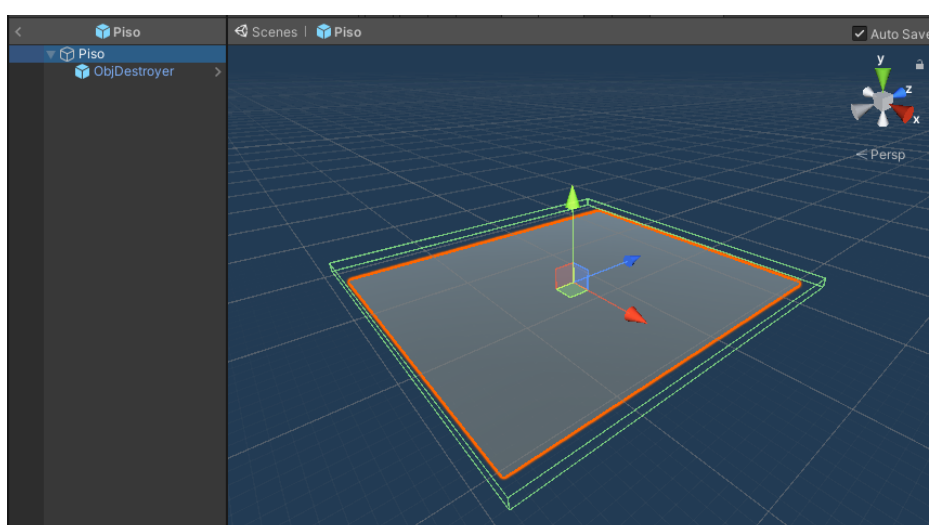 Piso
Scenes | Piso
Auto Save
Piso
ObjDestroyer
y
z
x
Persp